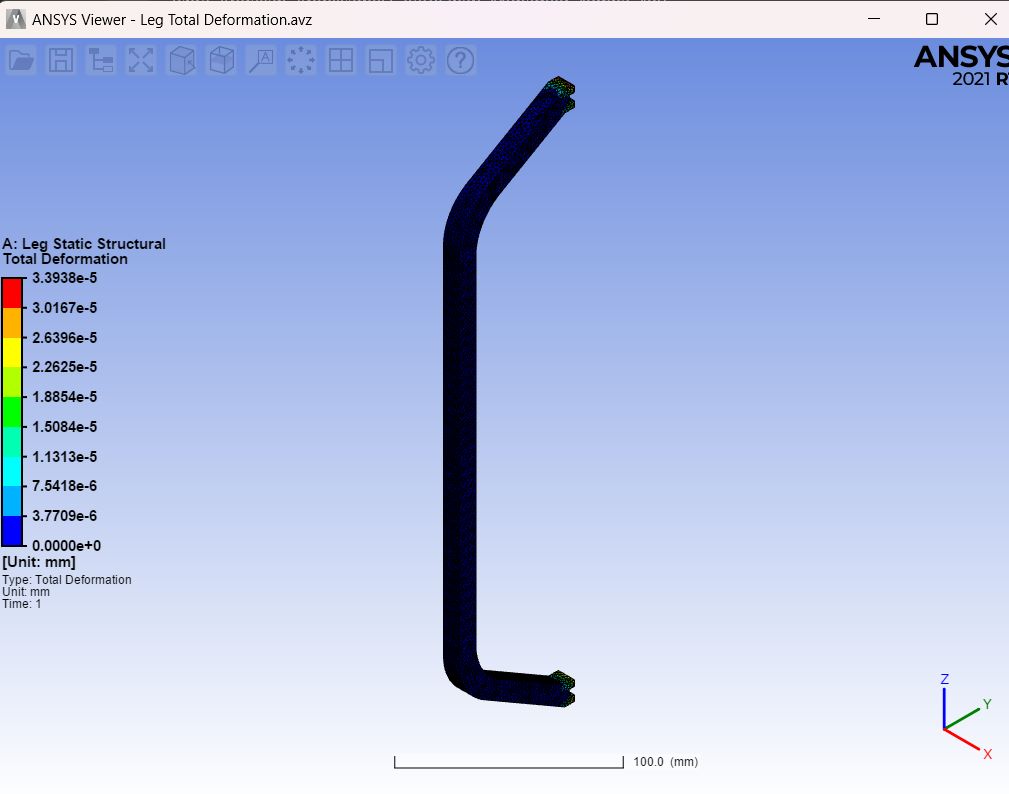 ANSYS Viewer - Leg Total Deformation.avz
ANSYS
2021 R
A: Leg Static Structural
Total Deformation
3.3938e-5
3.0167e-5
2.6396e-5
2.2625e-5
1.8854e-5
1.5084e-5
1.1313e-5
7.5418e-6
3.7709e-6
0.0000e+0
[Unit: mm]
Type: Total Deformation
Unit: mm
Time: 1
Z
Y
X
100.0 (mm)